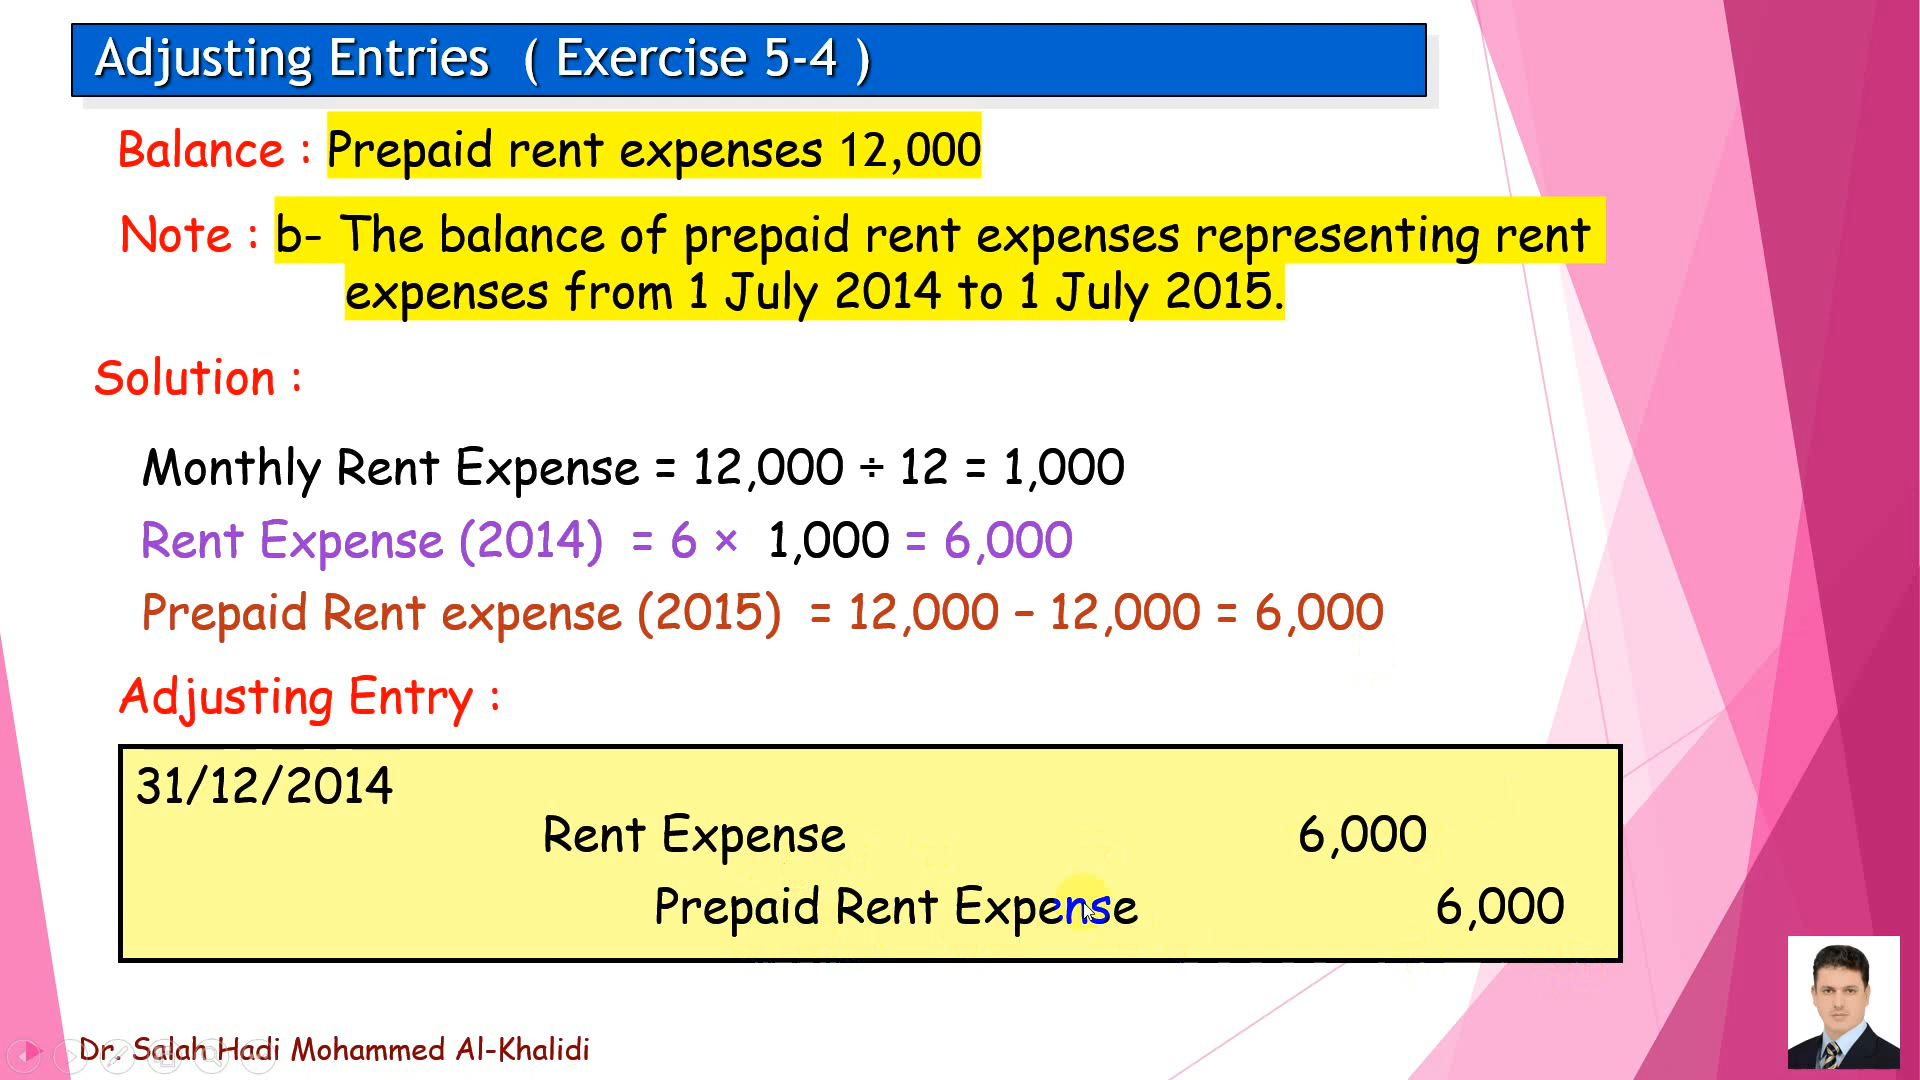 Adjusting Entries ( Exercise 5-4 )
Balance : Prepaid rent expenses 12,000
Note : b- The balance of prepaid rent expenses representing rent
expenses from 1 July 2014 to 1 July 2015.
Solution :
Monthly Rent Expense = 12,000 ÷ 12 = 1,000
Rent Expense (2014) = 6 × 1,000 = 6,000
Prepaid Rent expense (2015) = 12,000 – 12,000 = 6,000
Adjusting Entry :
31/12/2014
Rent Expense 6,000
Prepaid Rent Expense 6,000
Dr. Salah Hadi Mohammed Al-Khalidi